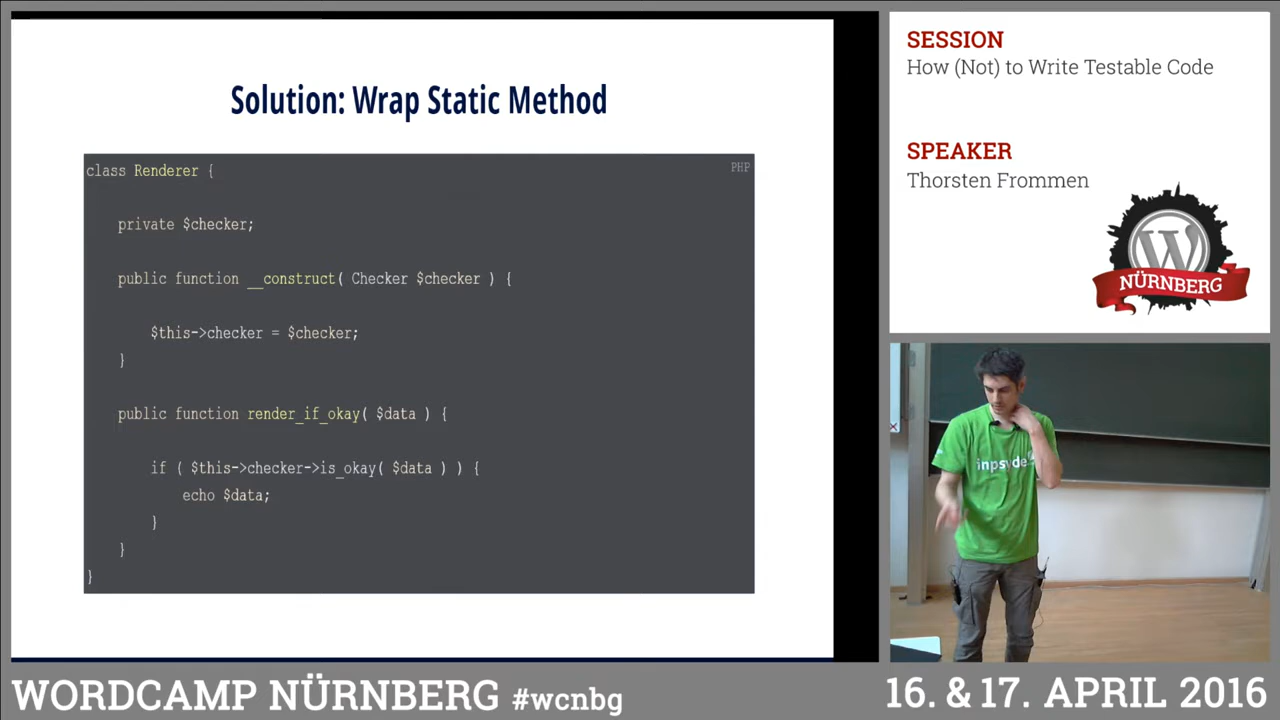 Solution: Wrap Static Method
PHP
class Renderer {
private $checker;
public function __construct( Checker $checker ) {
$this->checker = $checker;
}
public function render_if_okay( $data ) {
if ( $this->checker->is_okay( $data ) ) {
echo $data;
}
}
}
SESSION
How (Not) to Write Testable Code
SPEAKER
Thorsten Frommen
NÜRNBERG
inpsyde
WORDCAMP NÜRNBERG #wcnbg
16. & 17. APRIL 2016